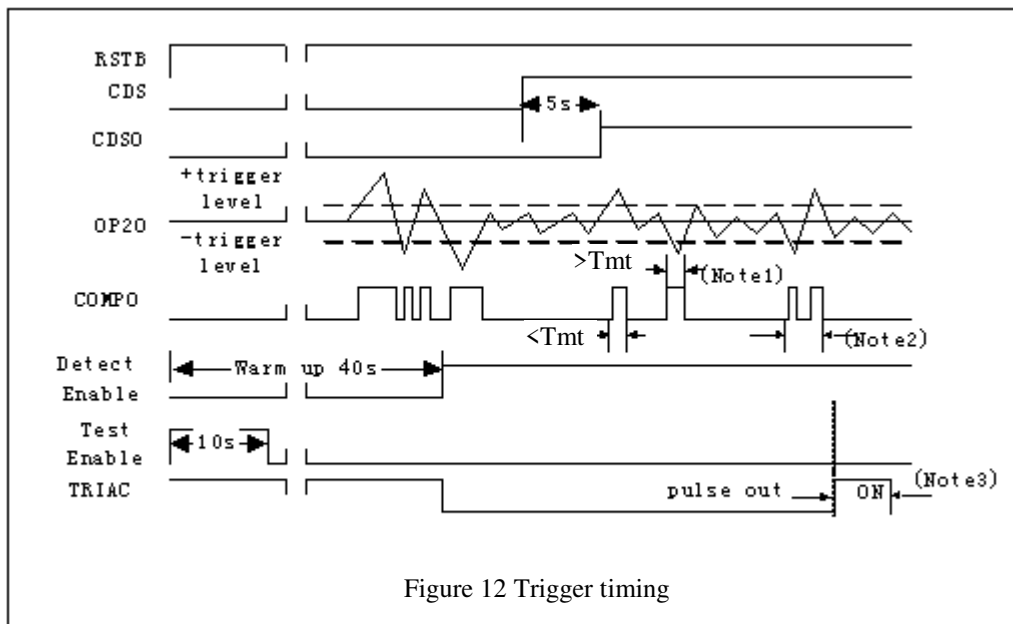 RSTB
CDS
5s
CDSO
+trigger
level
OP2O
-trigger
level
>Tmt
(Note1)
COMPO
<Tmt
(Note2)
Detect
Enable
Warm up 40s
Test
Enable
10s
TRIAC
pulse out
ON
(Note3)
Figure 12 Trigger timing